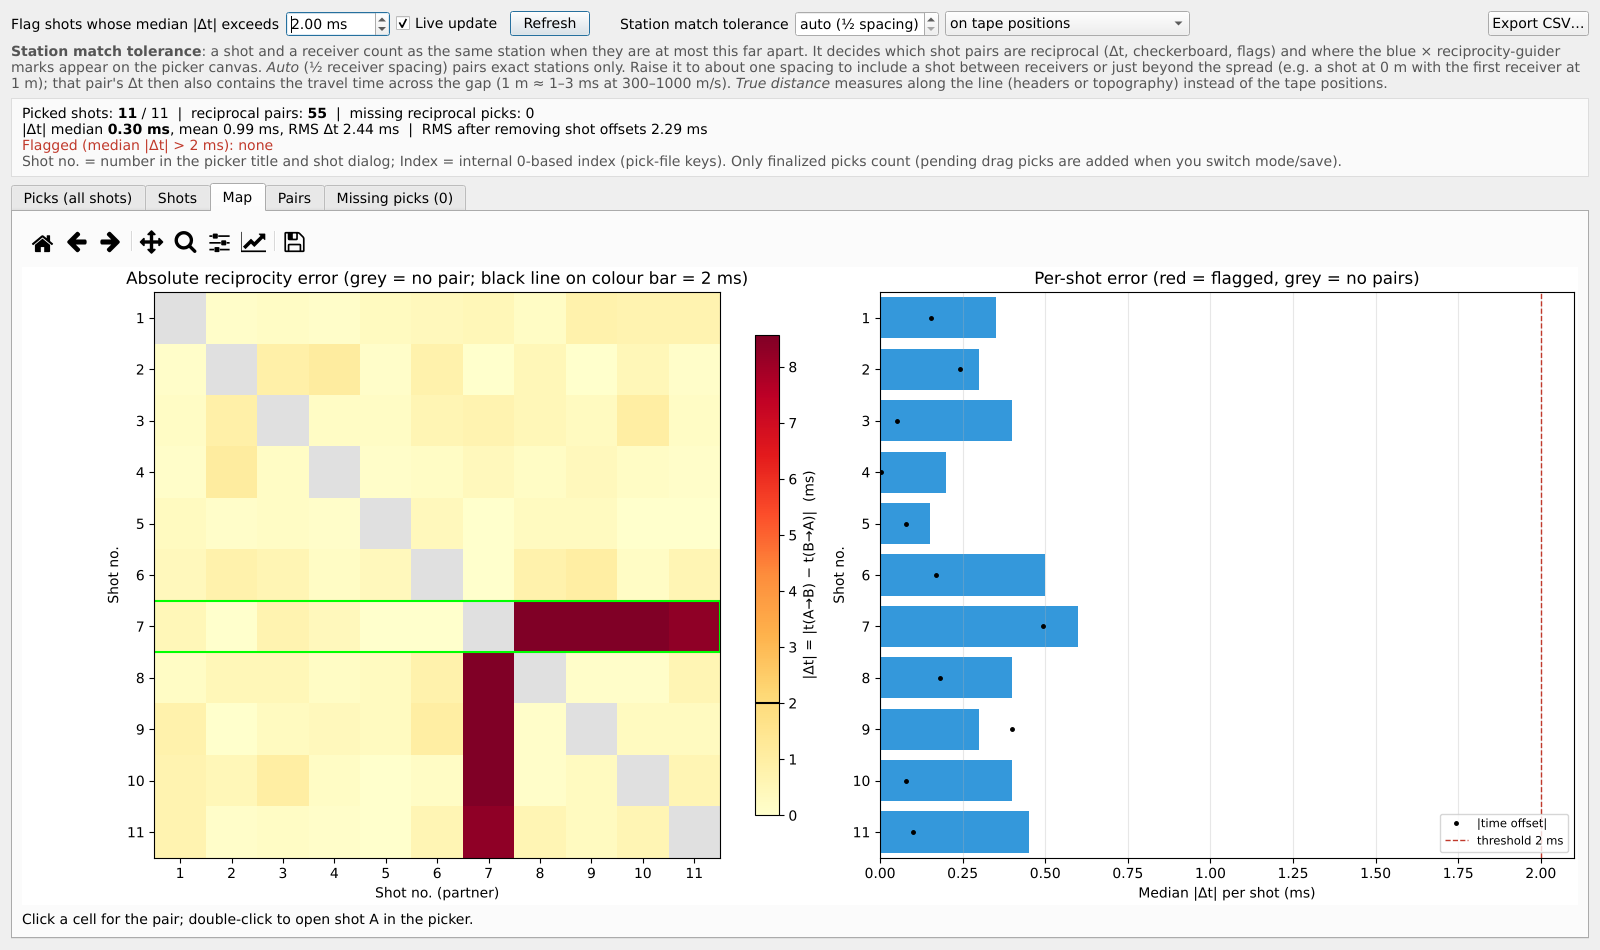 Flag shots whose median |Δt| exceeds 2.00 ms Live update Refresh Station match tolerance auto (½ spacing) on tape positions Export CSV...
Station match tolerance: a shot and a receiver count as the same station when they are at most this far apart. It decides which shot pairs are reciprocal (Δt, checkerboard, flags) and where the blue × reciprocity-guider
marks appear on the picker canvas. Auto (½ receiver spacing) pairs exact stations only. Raise it to about one spacing to include a shot between receivers or just beyond the spread (e.g. a shot at 0 m with the first receiver at
1 m); that pair's Δt then also contains the travel time across the gap (1 m ≈ 1–3 ms at 300–1000 m/s). True distance measures along the line (headers or topography) instead of the tape positions.
Picked shots: 11 / 11 | reciprocal pairs: 55 | missing reciprocal picks: 0
|Δt| median 0.30 ms, mean 0.99 ms, RMS Δt 2.44 ms | RMS after removing shot offsets 2.29 ms
Flagged (median |Δt| > 2 ms): none
Shot no. = number in the picker title and shot dialog; Index = internal 0-based index (pick-file keys). Only finalized picks count (pending drag picks are added when you switch mode/save).
Picks (all shots) Shots Map Pairs Missing picks (0)
Absolute reciprocity error (grey = no pair; black line on colour bar = 2 ms)
Shot no.
1
2
3
4
5
6
7
8
9
10
11
1 2 3 4 5 6 7 8 9 10 11
Shot no. (partner)
8
7
6
5
4
3
2
1
0
|Δt| = |t(A→B) − t(B→A)| (ms)
Per-shot error (red = flagged, grey = no pairs)
Shot no.
1
2
3
4
5
6
7
8
9
10
11
|time offset|
threshold 2 ms
0.00 0.25 0.50 0.75 1.00 1.25 1.50 1.75 2.00
Median |Δt| per shot (ms)
Click a cell for the pair; double-click to open shot A in the picker.